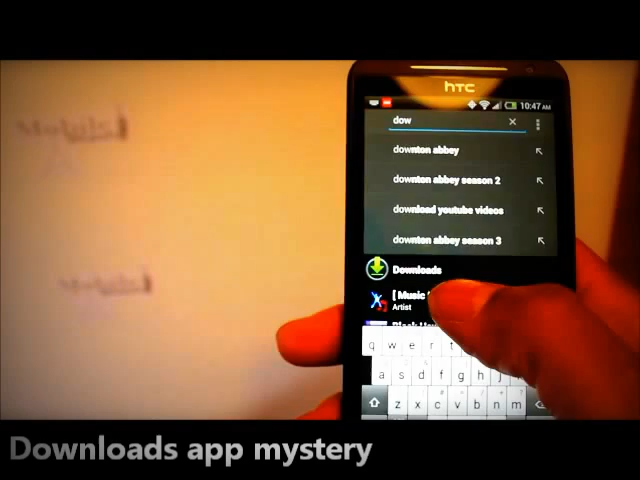 hTC
10:47 AM
dow
downton abbey
downton abbey season 2
download youtube videos
downton abbey season 3
Downloads
[ Music
Artist
q w e r t
a s d f g h j
z x c v b n m
Downloads app mystery